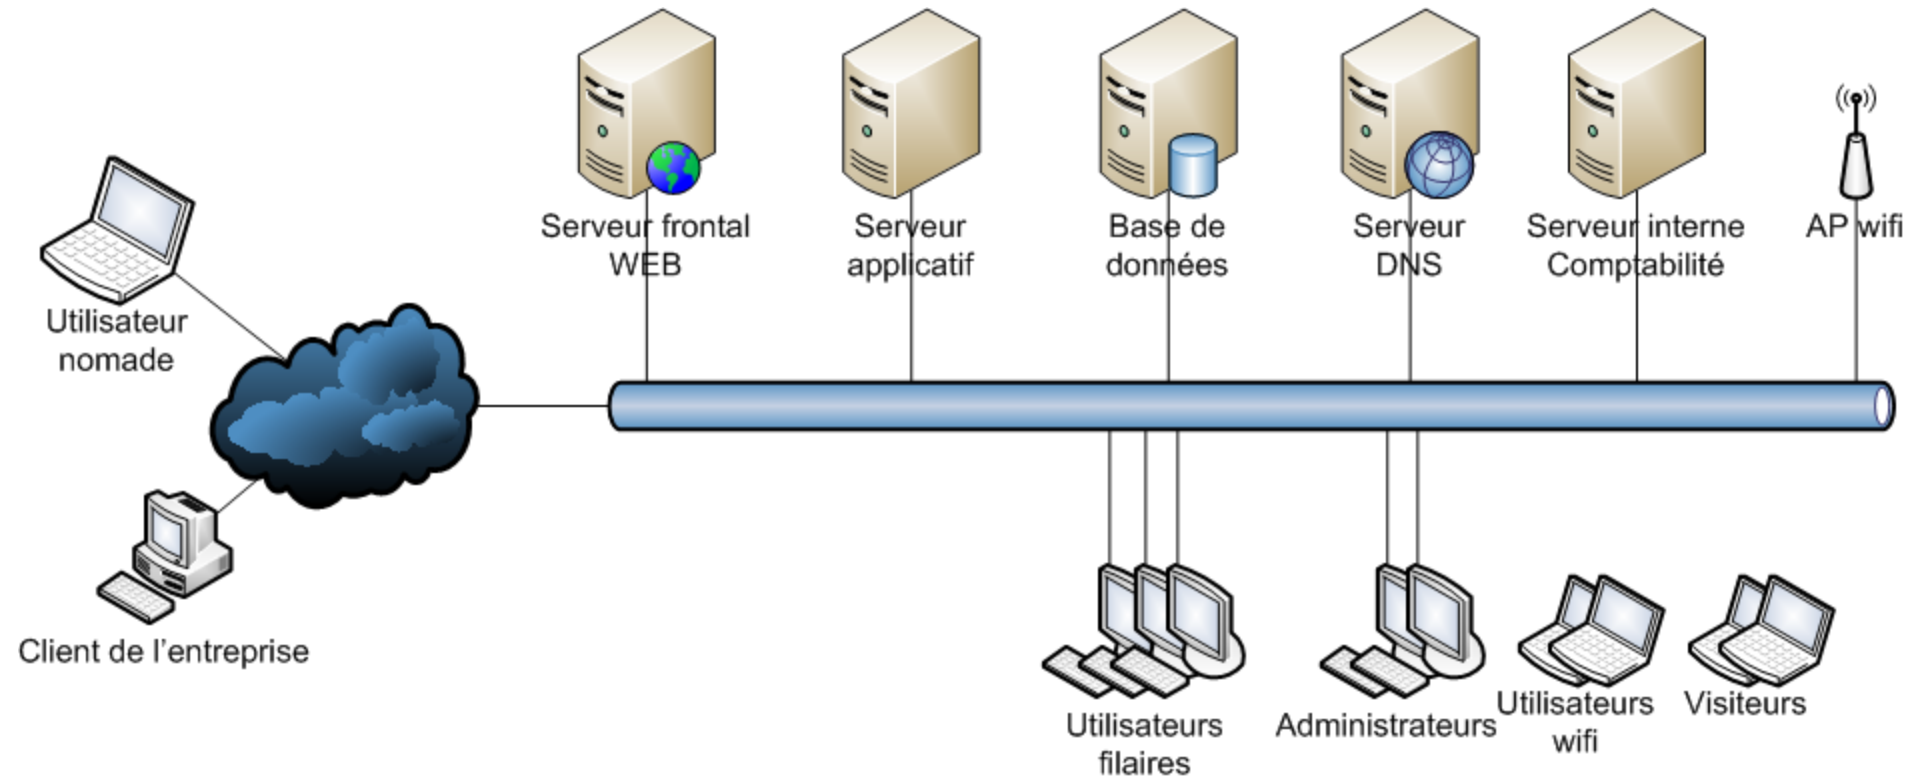 Serveur frontal
WEB
Serveur
applicatif
Base de
données
Serveur
DNS
Serveur interne
Comptabilité
AP wifi
Utilisateur
nomade
Client de l'entreprise
Utilisateurs
filaires
Administrateurs
Utilisateurs
wifi
Visiteurs